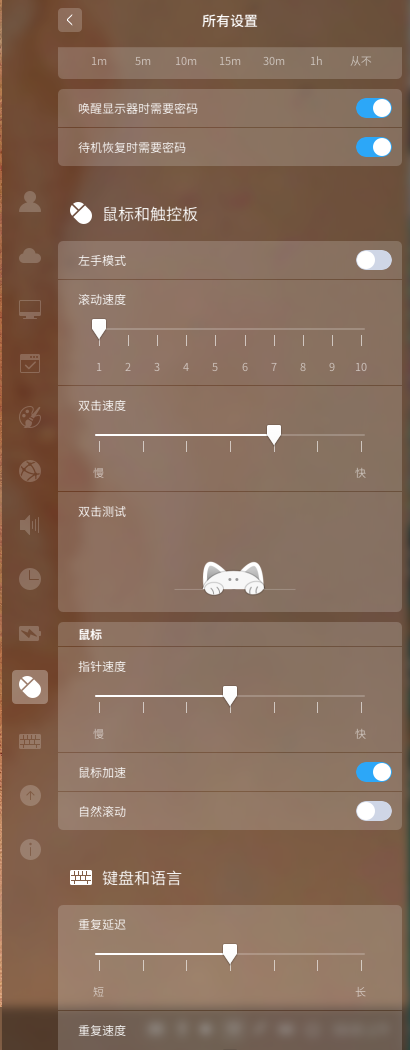 所有设置
1m 5m 10m 15m 30m 1h 从不
唤醒显示器时需要密码
待机恢复时需要密码
鼠标和触控板
左手模式
滚动速度
1 2 3 4 5 6 7 8 9 10
双击速度
慢 快
双击测试
鼠标
指针速度
慢 快
鼠标加速
自然滚动
键盘和语言
重复延迟
短 长
重复速度